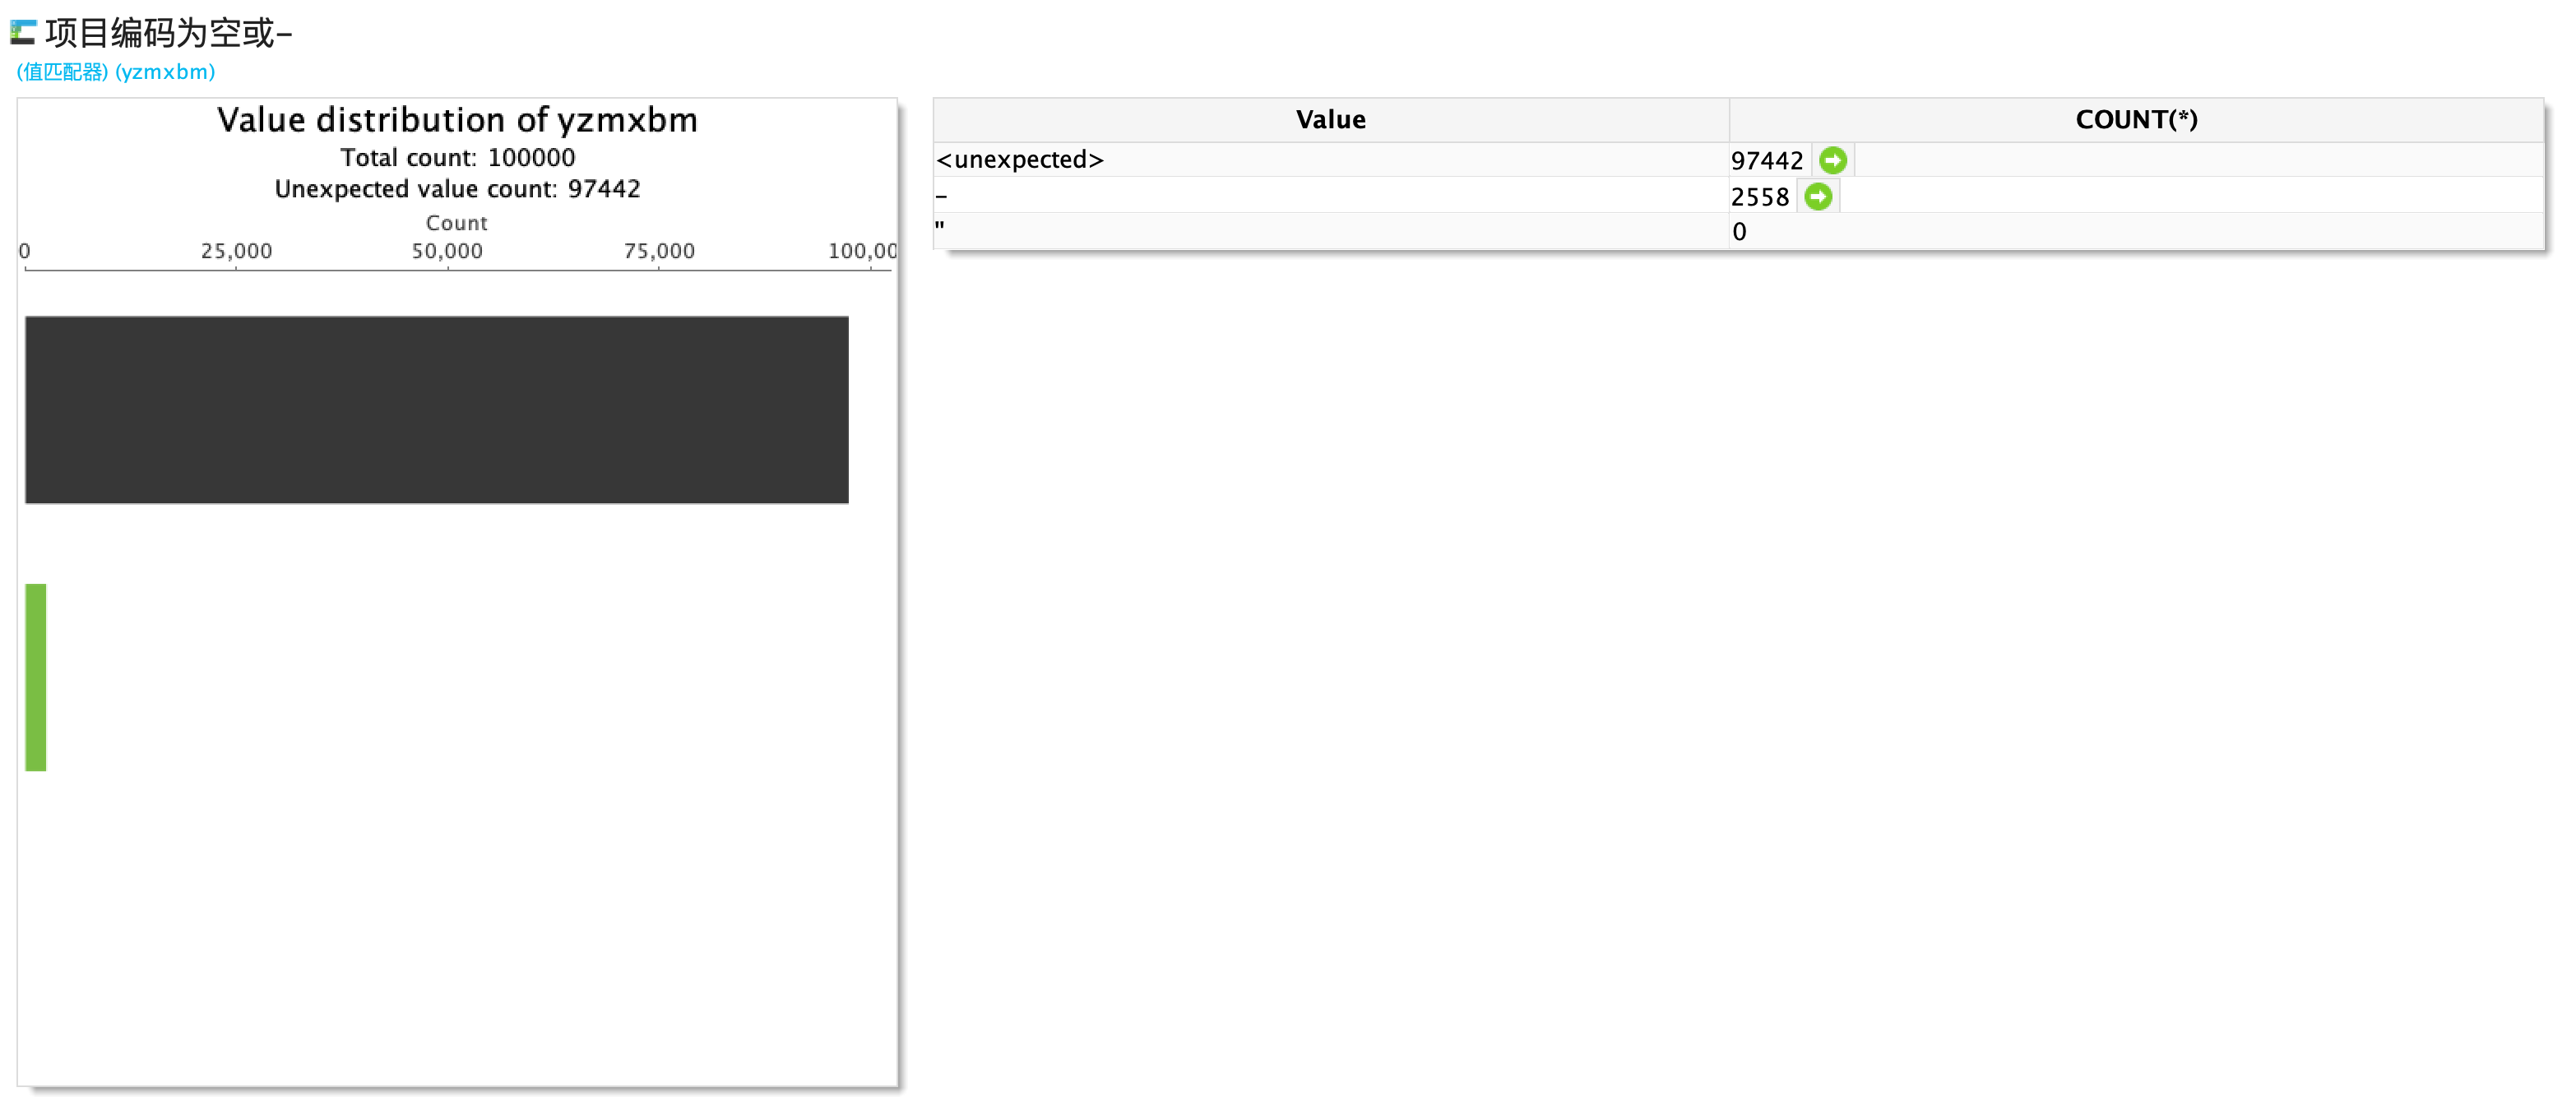 项目编码为空或-
(值匹配器) (yzmxbm)
Value distribution of yzmxbm
Total count: 100000
Unexpected value count: 97442
Count
0 25,000 50,000 75,000 100,00
Value COUNT(*)
<unexpected> 97442
- 2558
" 0